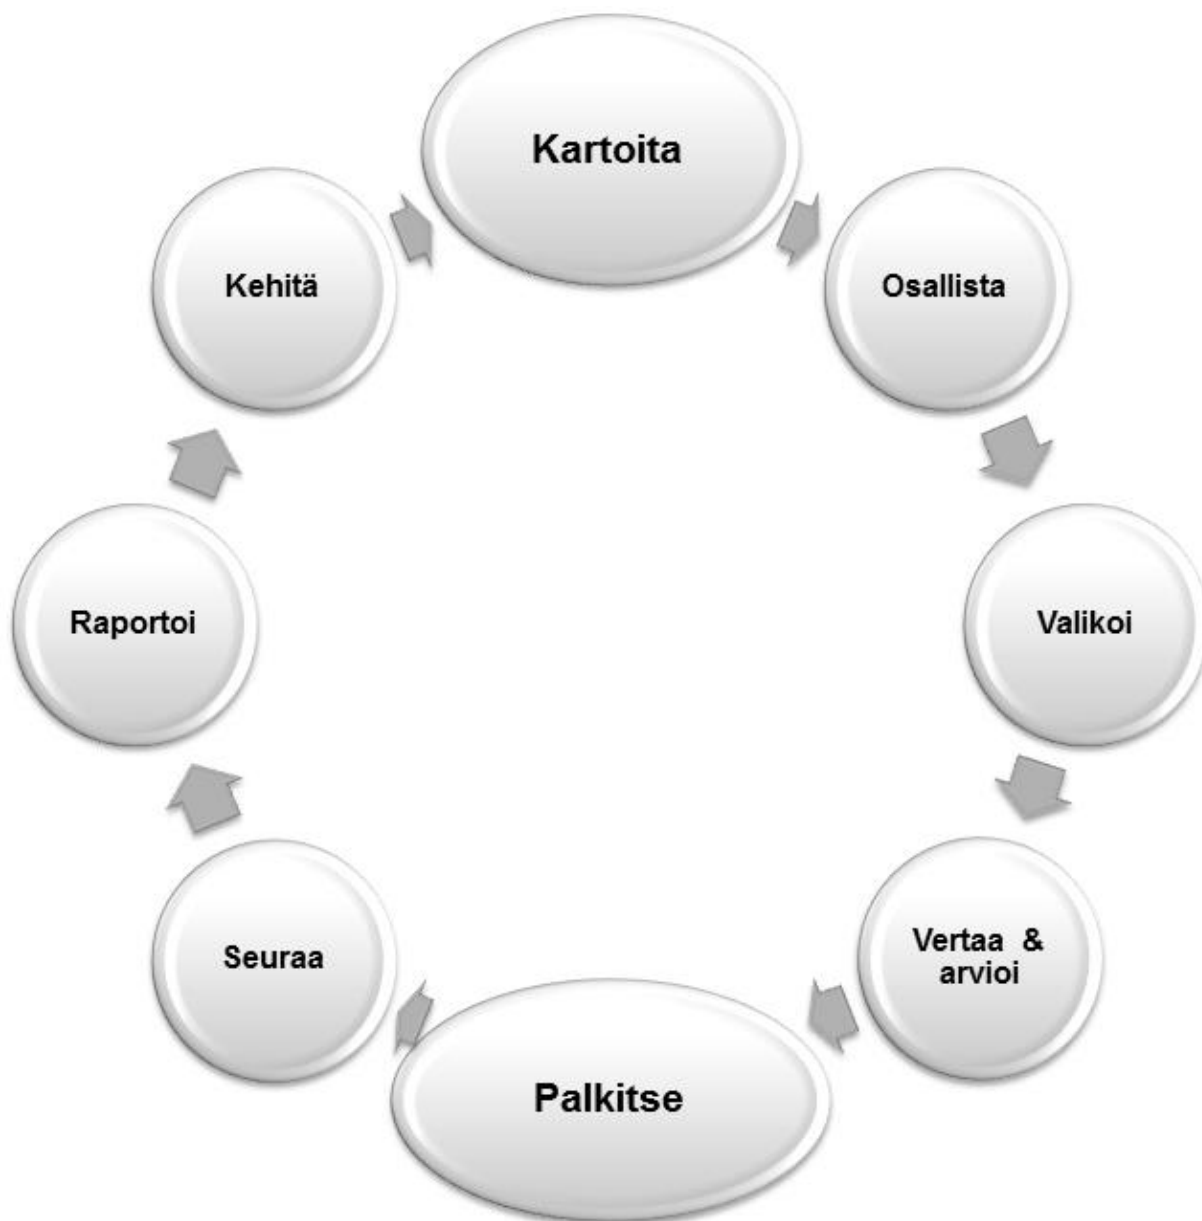 Kartoita
Osallista
Valikoi
Vertaa & arvioi
Palkitse
Seuraa
Raportoi
Kehitä